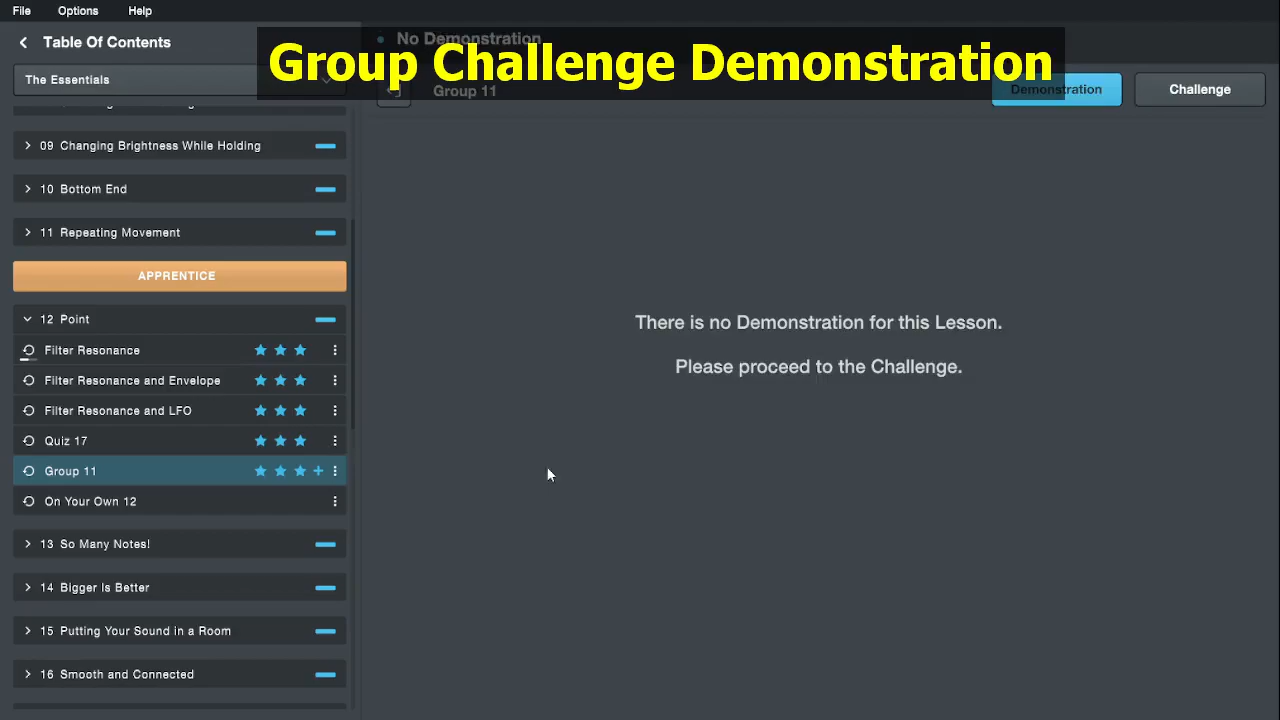 File Options Help
Table Of Contents
No Demonstration
Group Challenge Demonstration
The Essentials
Group 11
Demonstration
Challenge
09 Changing Brightness While Holding
10 Bottom End
11 Repeating Movement
APPRENTICE
12 Point
Filter Resonance
Filter Resonance and Envelope
Filter Resonance and LFO
Quiz 17
Group 11
On Your Own 12
13 So Many Notes!
14 Bigger Is Better
15 Putting Your Sound in a Room
16 Smooth and Connected
There is no Demonstration for this Lesson.
Please proceed to the Challenge.